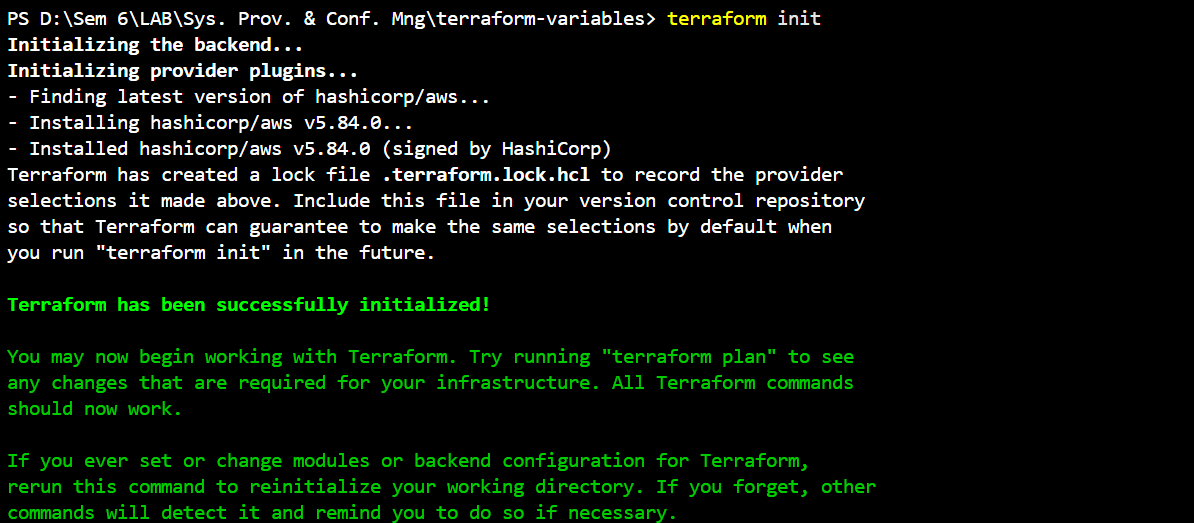 PS D:\Sem 6\LAB\Sys. Prov. & Conf. Mng\terraform-variables> terraform init
Initializing the backend...
Initializing provider plugins...
- Finding latest version of hashicorp/aws...
- Installing hashicorp/aws v5.84.0...
- Installed hashicorp/aws v5.84.0 (signed by HashiCorp)
Terraform has created a lock file .terraform.lock.hcl to record the provider
selections it made above. Include this file in your version control repository
so that Terraform can guarantee to make the same selections by default when
you run "terraform init" in the future.
Terraform has been successfully initialized!
You may now begin working with Terraform. Try running "terraform plan" to see
any changes that are required for your infrastructure. All Terraform commands
should now work.
If you ever set or change modules or backend configuration for Terraform,
rerun this command to reinitialize your working directory. If you forget, other
commands will detect it and remind you to do so if necessary.